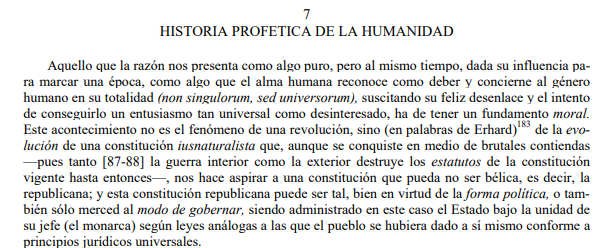 7
HISTORIA PROFETICA DE LA HUMANIDAD
Aquello que la razón nos presenta como algo puro, pero al mismo tiempo, dada su influencia pa-
ra marcar una época, como algo que el alma humana reconoce como deber y concierne al género
humano en su totalidad (non singulorum, sed universorum), suscitando su feliz desenlace y el intento
de conseguirlo un entusiasmo tan universal como desinteresado, ha de tener un fundamento moral.
Este acontecimiento no es el fenómeno de una revolución, sino (en palabras de Erhard)183 de la evo-
lución de una constitución iusnaturalista que, aunque se conquiste en medio de brutales contiendas
—pues tanto [87-88] la guerra interior como la exterior destruye los estatutos de la constitución
vigente hasta entonces—, nos hace aspirar a una constitución que pueda no ser bélica, es decir, la
republicana; y esta constitución republicana puede ser tal, bien en virtud de la forma política, o tam-
bién sólo merced al modo de gobernar, siendo administrado en este caso el Estado bajo la unidad de
su jefe (el monarca) según leyes análogas a las que el pueblo se hubiera dado a sí mismo conforme a
principios jurídicos universales.